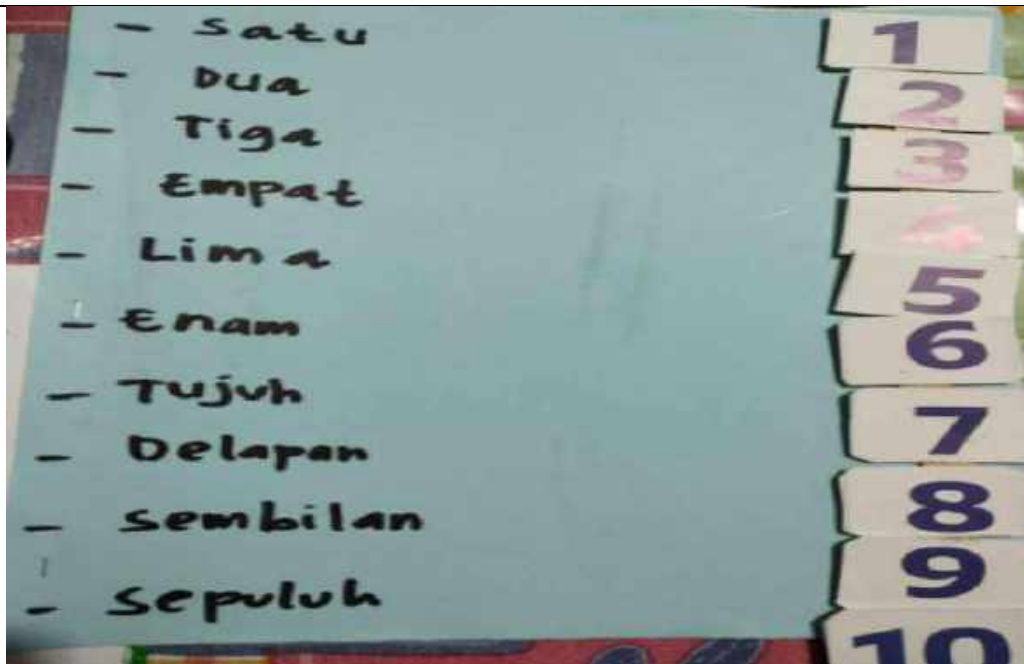 - Satu 1
- Dua 2
- Tiga 3
- Empat 4
- Lima 5
- Enam 6
- Tujuh 7
- Delapan 8
- Sembilan 9
- Sepuluh 10